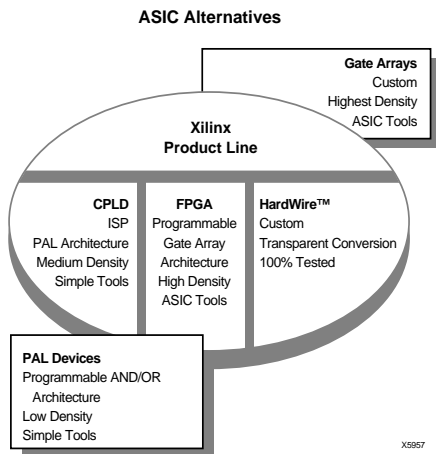 ASIC Alternatives
Gate Arrays
Custom
Highest Density
ASIC Tools
Xilinx
Product Line
CPLD
ISP
PAL Architecture
Medium Density
Simple Tools
FPGA
Programmable
Gate Array
Architecture
High Density
ASIC Tools
HardWire™
Custom
Transparent Conversion
100% Tested
PAL Devices
Programmable AND/OR
Architecture
Low Density
Simple Tools
X5957